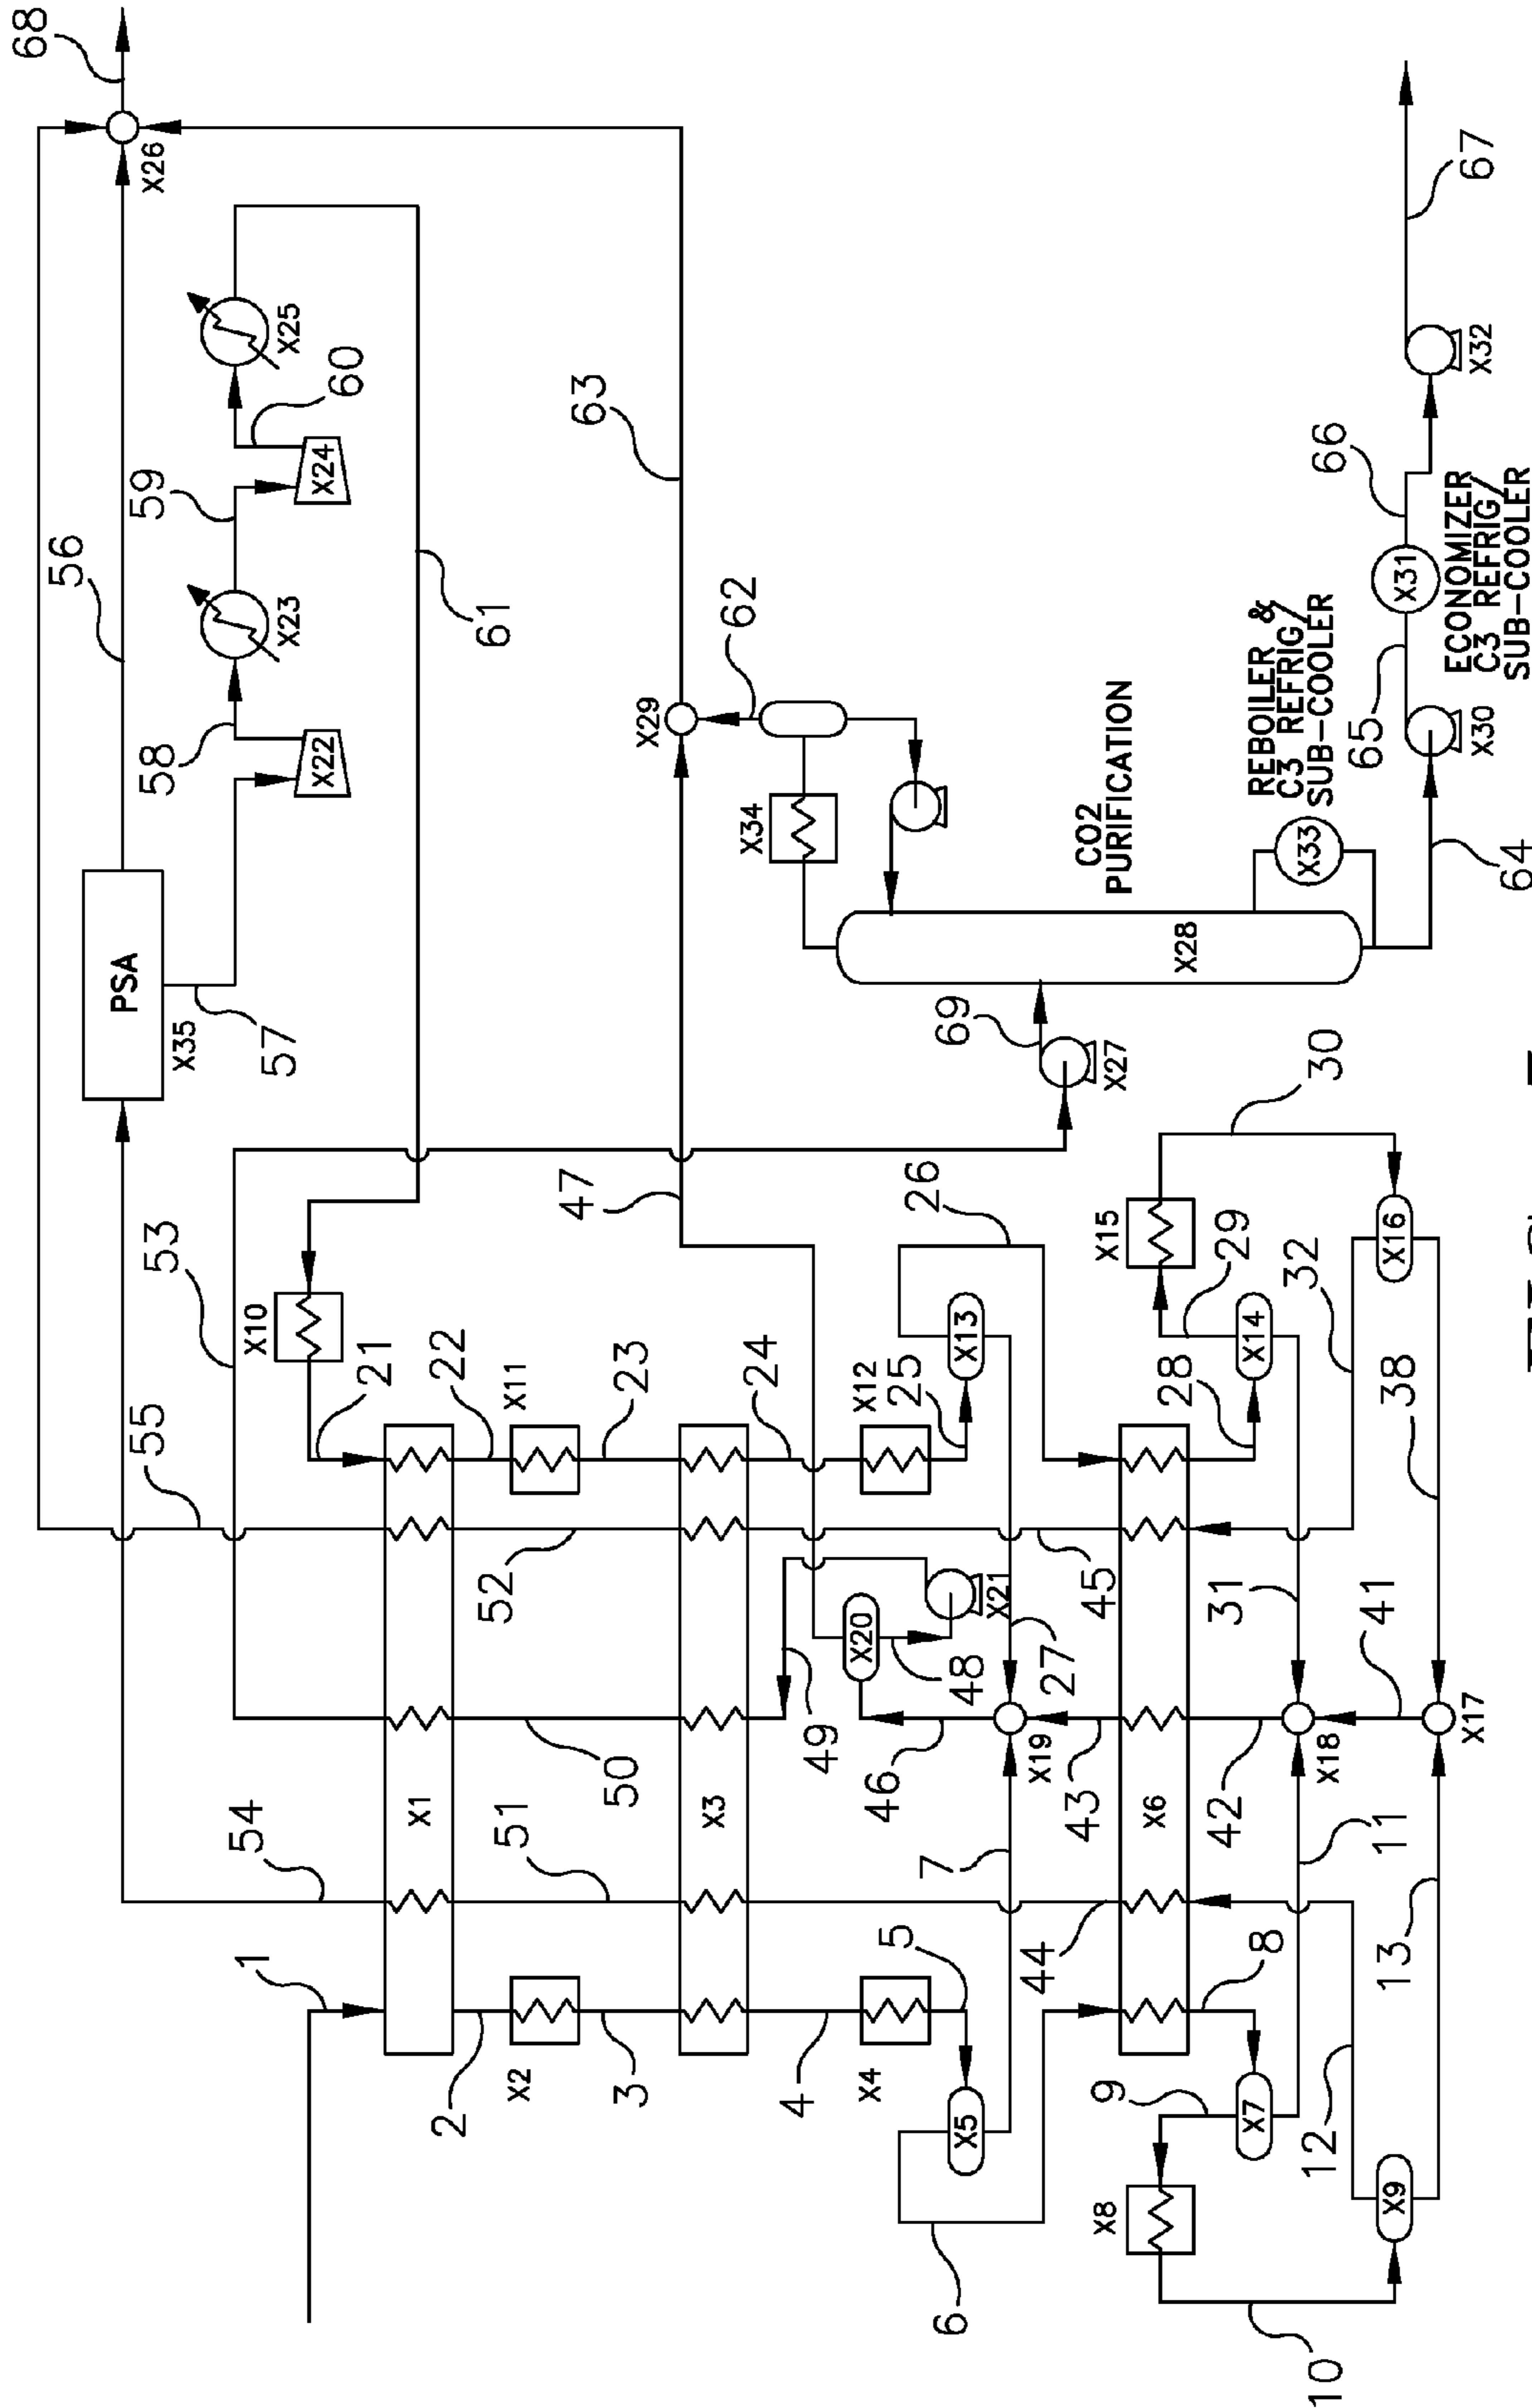 68
X26
56
PSA
X35
57
58
X22
X23
59
X24
60
X25
61
55
53
54
1
X10
21
X1
22
X11
23
24
X12
25
X13
26
47
2
X2
3
51
50
52
X3
4
X4
5
X5
6
7
49
X20
48
X21
46
X19
27
45
44
43
X6
8
9
X7
X8
10
X9
12
11
13
42
X18
31
41
X17
28
X14
29
X15
30
X16
32
38
63
X29
62
X34
CO2
PURIFICATION
69
X27
X28
REBOILER &
C3 REFRIG/
SUB-COOLER
X33
64
X30
65
X31
66
ECONOMIZER
C3 REFRIG/
SUB-COOLER
X32
67